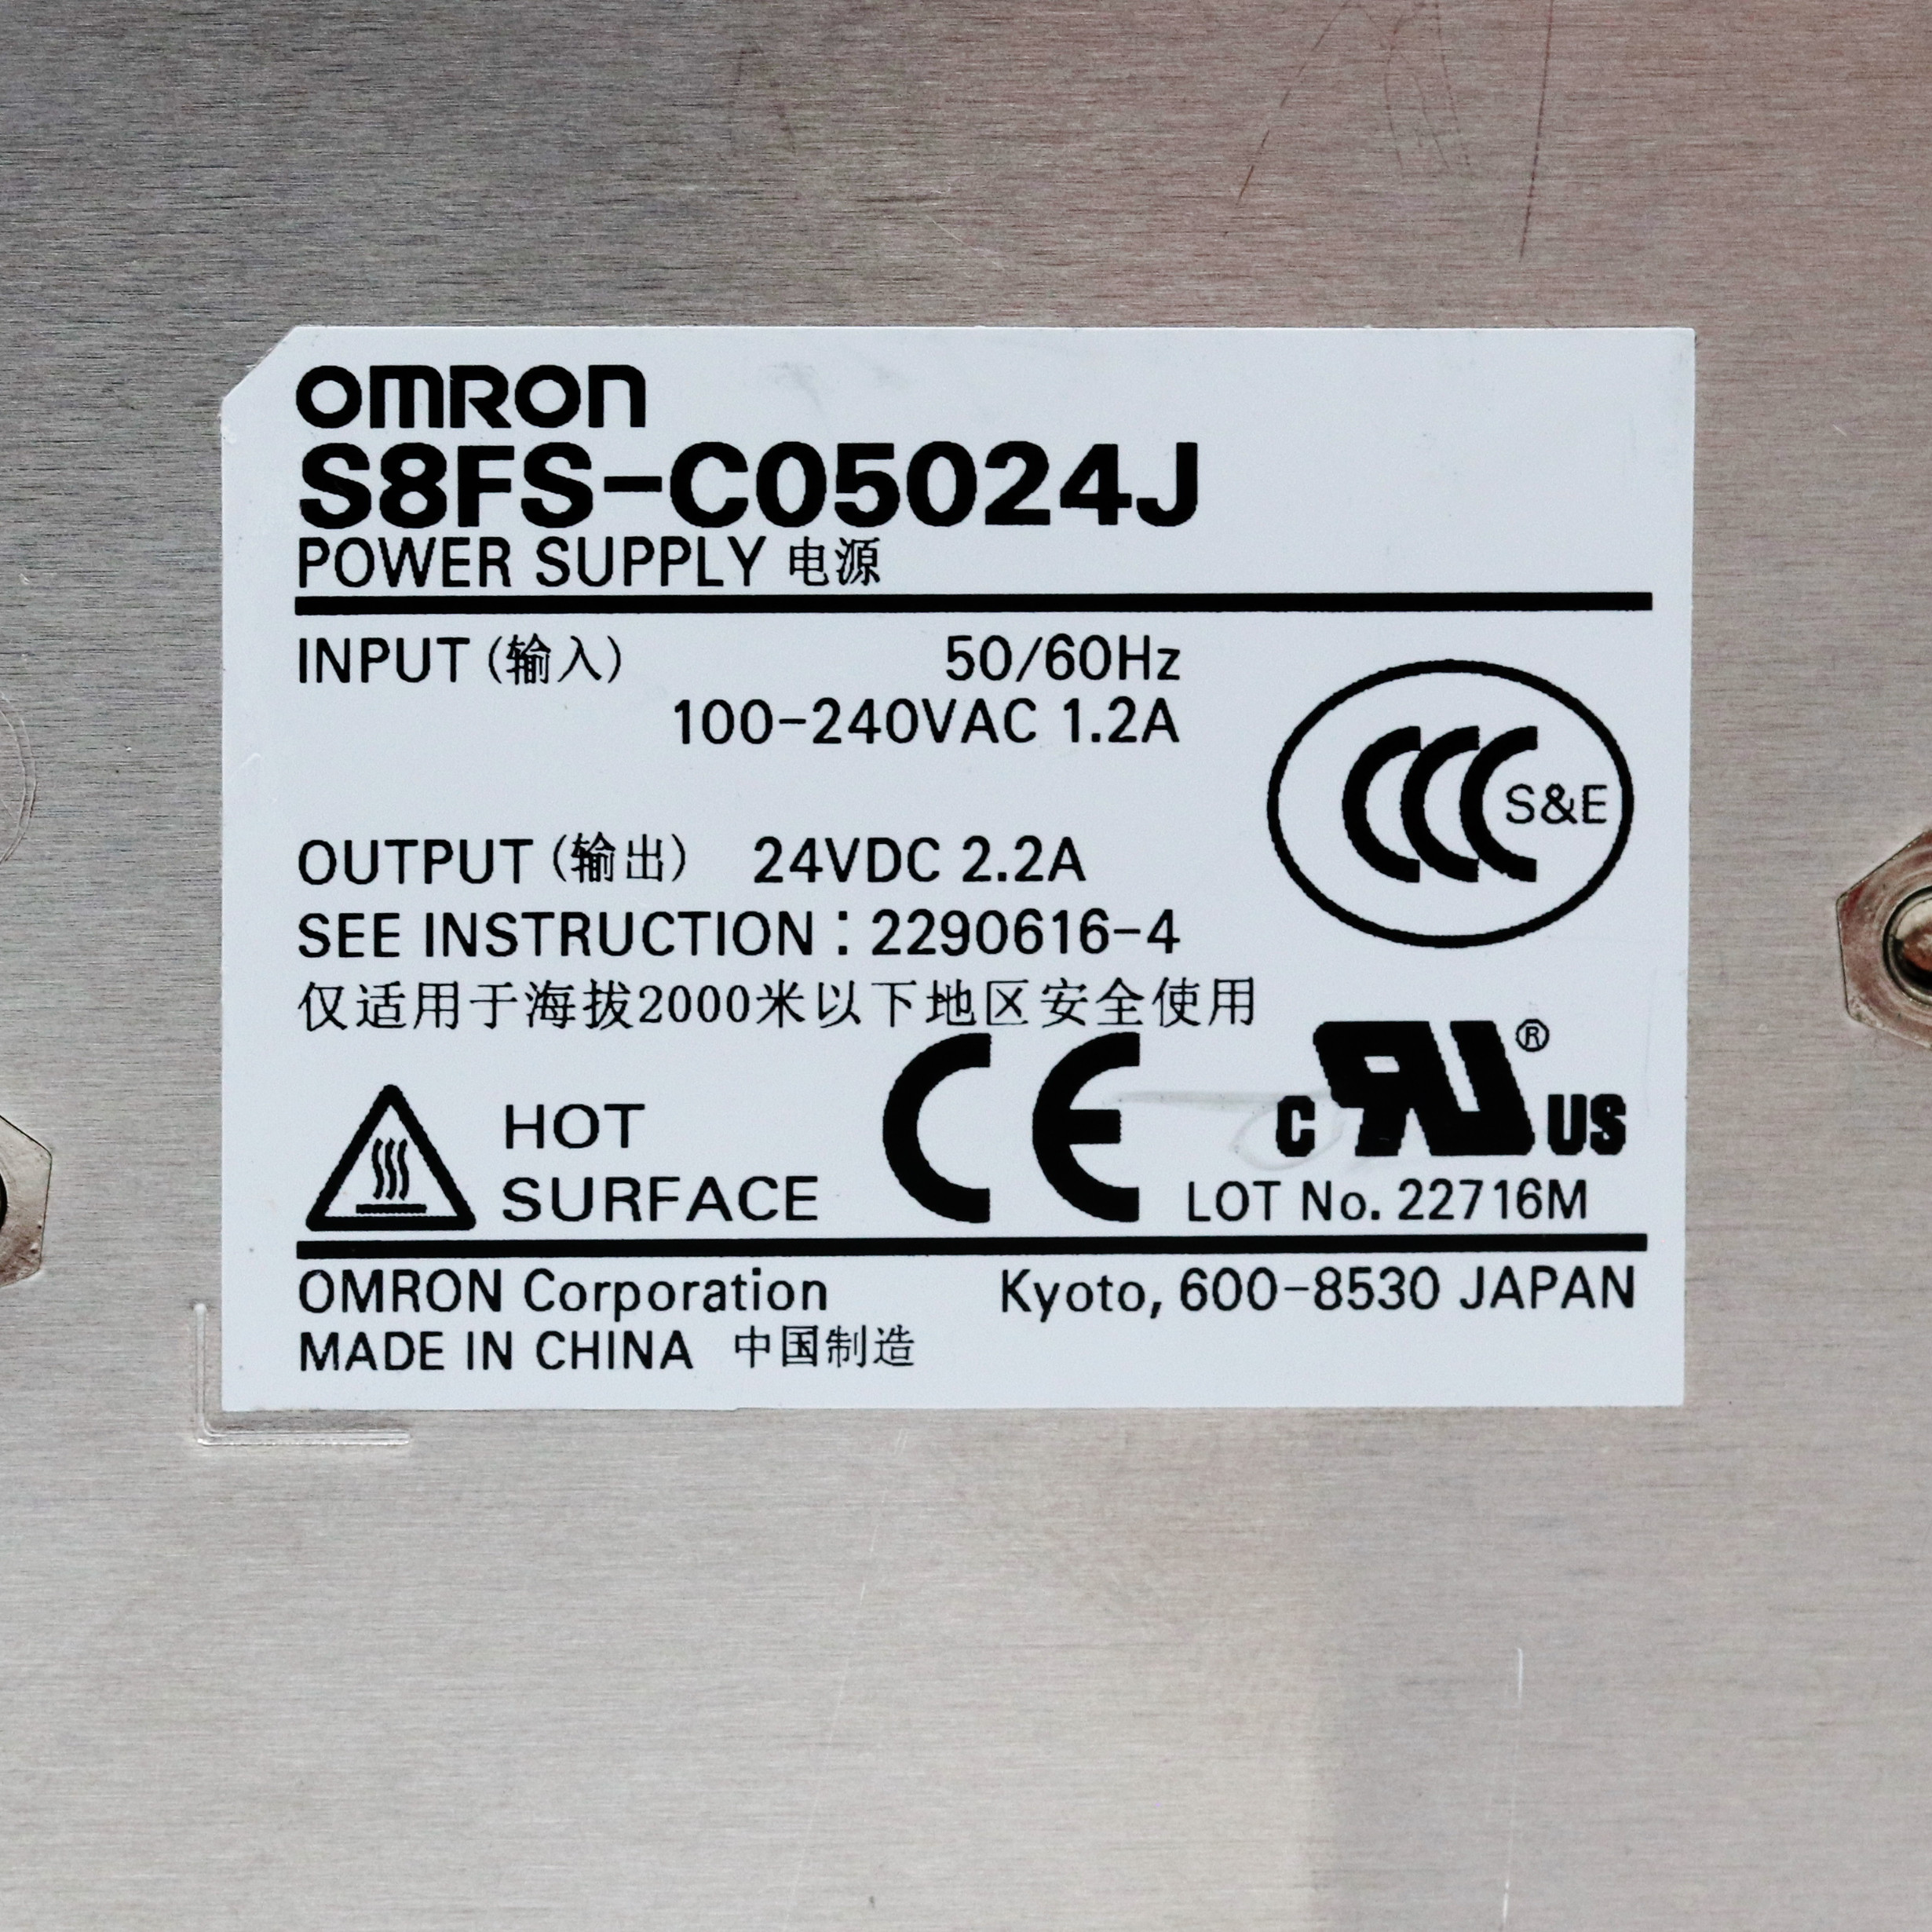 OMRON
S8FS-C05024J
POWER SUPPLY 电源
INPUT (输入) 50/60Hz
100-240VAC 1.2A
CCC S&E
OUTPUT (输出) 24VDC 2.2A
SEE INSTRUCTION : 2290616-4
仅适用于海拔2000米以下地区安全使用
HOT
SURFACE
CE
c RU ® US
LOT No. 22716M
OMRON Corporation Kyoto, 600-8530 JAPAN
MADE IN CHINA 中国制造